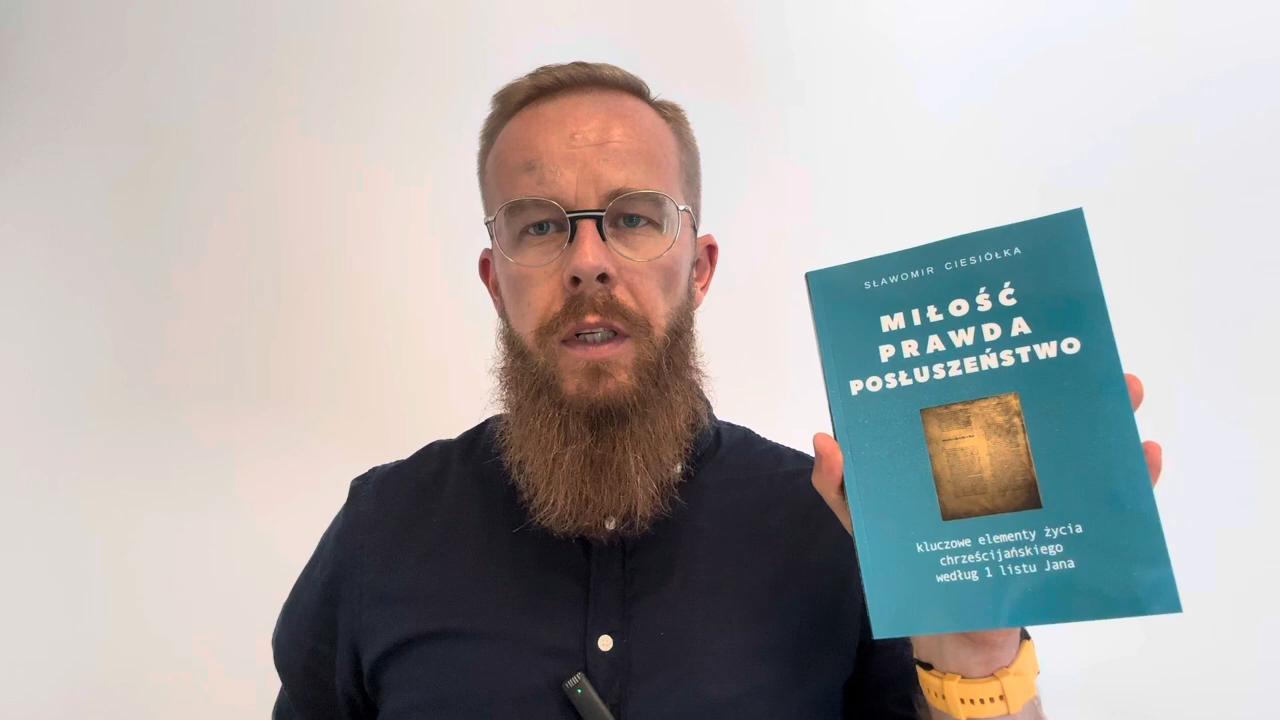 SŁAWOMIR CIESIÓŁKA
MIŁOŚĆ
PRAWDA
POSŁUSZEŃSTWO
kluczowe elementy życia
chrześcijańskiego
według 1 listu Jana